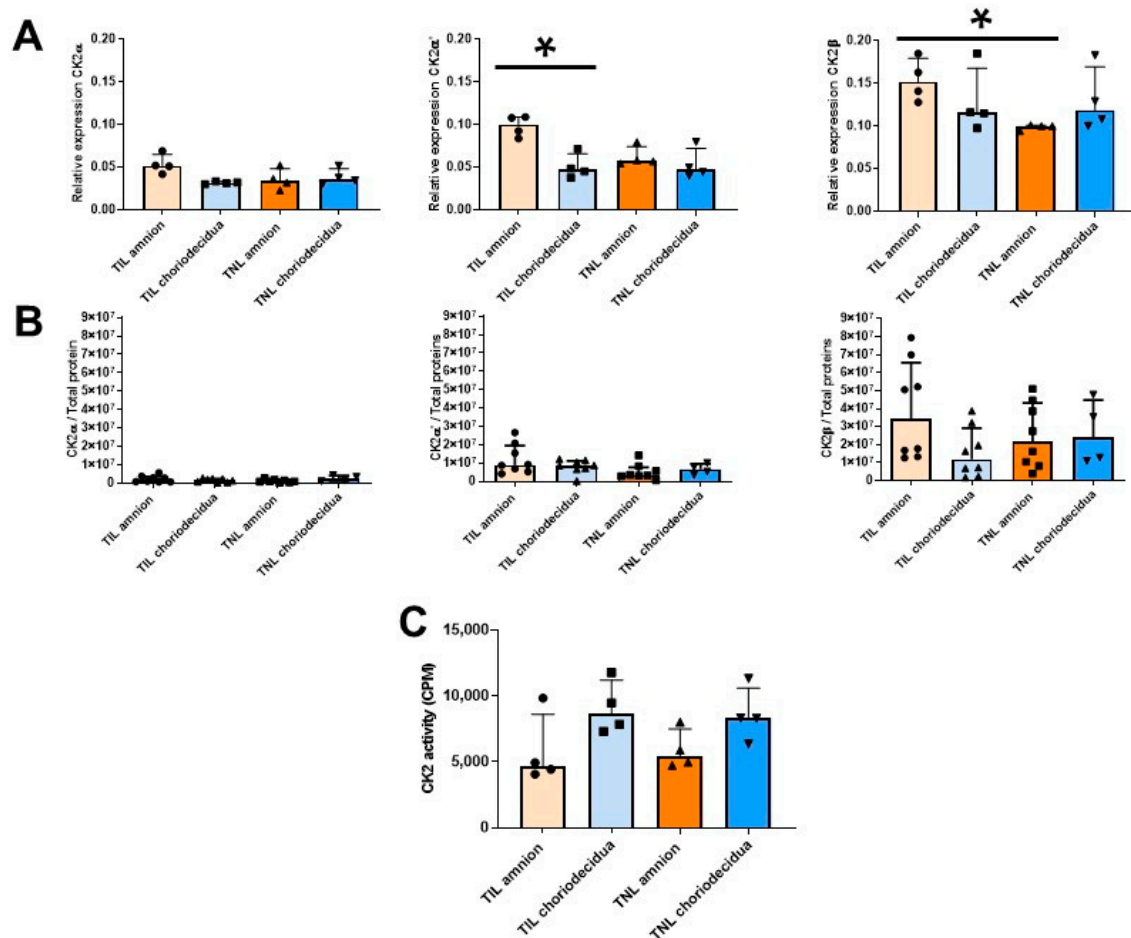 A
Relative expression CK2α
0.20
0.15
0.10
0.05
0.00
TIL amnion
TIL choriodecidua
TNL amnion
TNL choriodecidua
Relative expression CK2α'
0.20
0.15
0.10
0.05
0.00
*
TIL amnion
TIL choriodecidua
TNL amnion
TNL choriodecidua
Relative expression CK2β
0.20
0.15
0.10
0.05
0.00
*
TIL amnion
TIL choriodecidua
TNL amnion
TNL choriodecidua
B
CK2α / Total protein
9×10⁷
8×10⁷
7×10⁷
6×10⁷
5×10⁷
4×10⁷
3×10⁷
2×10⁷
1×10⁷
0
TIL amnion
TIL choriodecidua
TNL amnion
TNL choriodecidua
CK2α' / Total proteins
9×10⁷
8×10⁷
7×10⁷
6×10⁷
5×10⁷
4×10⁷
3×10⁷
2×10⁷
1×10⁷
0
TIL amnion
TIL choriodecidua
TNL amnion
TNL choriodecidua
CK2β / Total proteins
9×10⁷
8×10⁷
7×10⁷
6×10⁷
5×10⁷
4×10⁷
3×10⁷
2×10⁷
1×10⁷
0
TIL amnion
TIL choriodecidua
TNL amnion
TNL choriodecidua
C
CK2 activity (CPM)
15,000
10,000
5,000
0
TIL amnion
TIL choriodecidua
TNL amnion
TNL choriodecidua